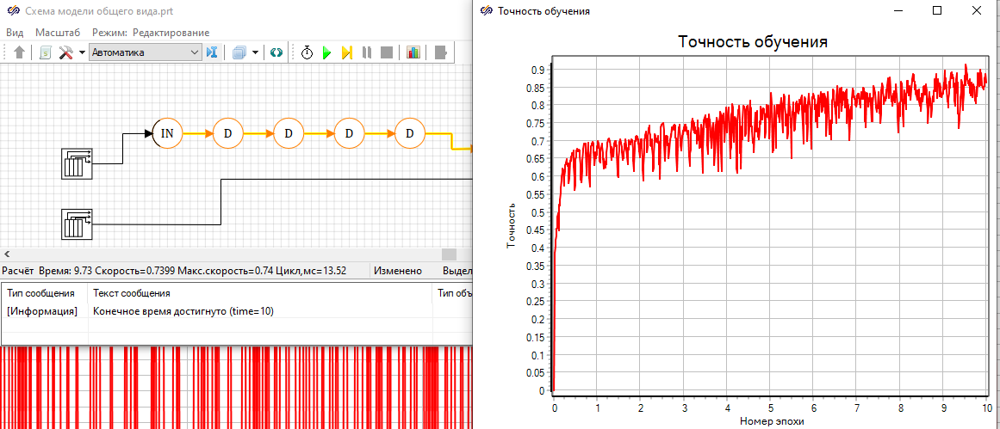 Схема модели общего вида.prt
Вид Масштаб Режим: Редактирование
Автоматика
IN D D D D
Расчёт Время: 9.73 Скорость=0.7399 Макс.скорость=0.74 Цикл,мс=13.52 Изменено Выдел
Тип сообщения Текст сообщения Тип объ
[Информация] Конечное время достигнуто (time=10)
Точность обучения
Точность обучения
Точность
0.9
0.85
0.8
0.75
0.7
0.65
0.6
0.55
0.5
0.45
0.4
0.35
0.3
0.25
0.2
0.15
0.1
0.05
0
0 1 2 3 4 5 6 7 8 9 10
Номер эпохи